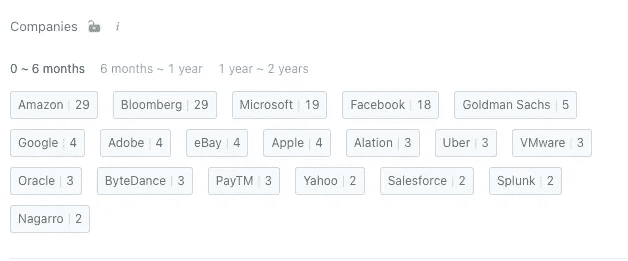 Companies i
0 ~ 6 months 6 months ~ 1 year 1 year ~ 2 years
Amazon | 29 Bloomberg | 29 Microsoft | 19 Facebook | 18 Goldman Sachs | 5
Google | 4 Adobe | 4 eBay | 4 Apple | 4 Alation | 3 Uber | 3 VMware | 3
Oracle | 3 ByteDance | 3 PayTM | 3 Yahoo | 2 Salesforce | 2 Splunk | 2
Nagarro | 2